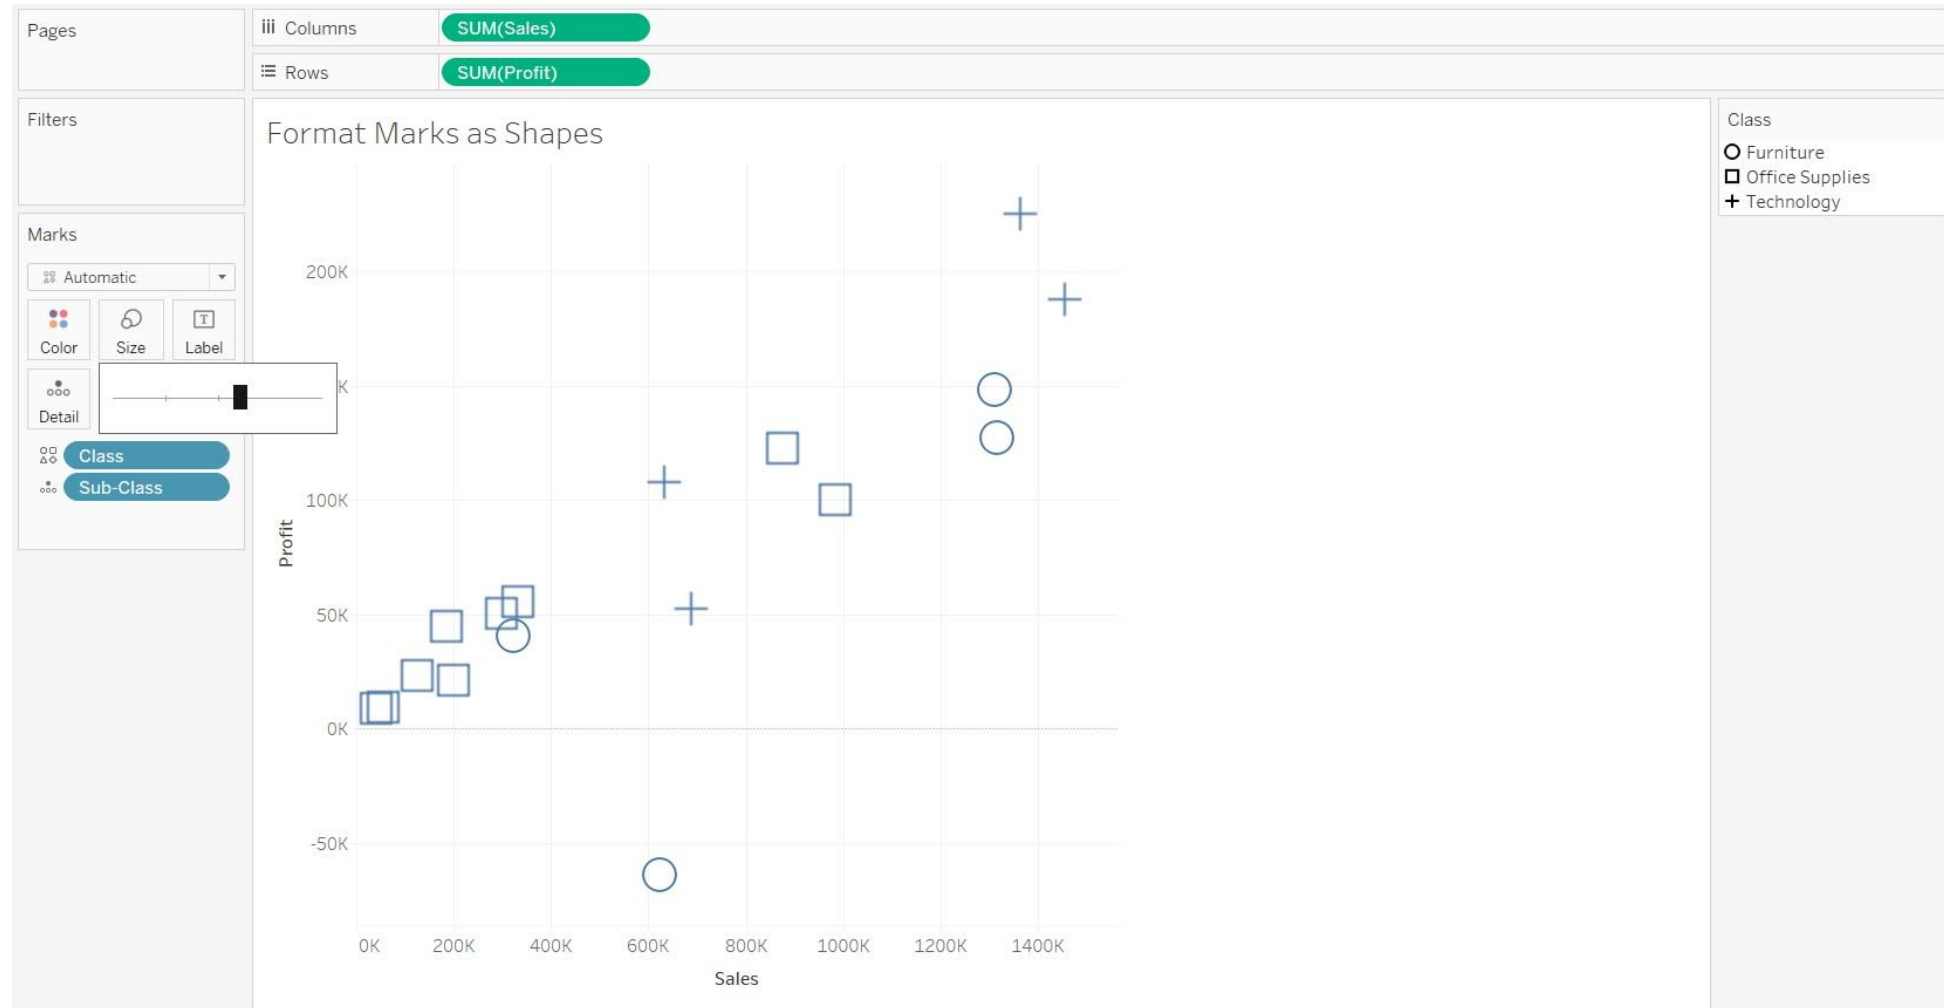 Pages
Columns
SUM(Sales)
Rows
SUM(Profit)
Filters
Marks
Automatic
Color
Size
T
Label
Detail
Class
Sub-Class
Format Marks as Shapes
200K
K
100K
50K
0K
-50K
Profit
0K 200K 400K 600K 800K 1000K 1200K 1400K
Sales
Class
Furniture
Office Supplies
Technology